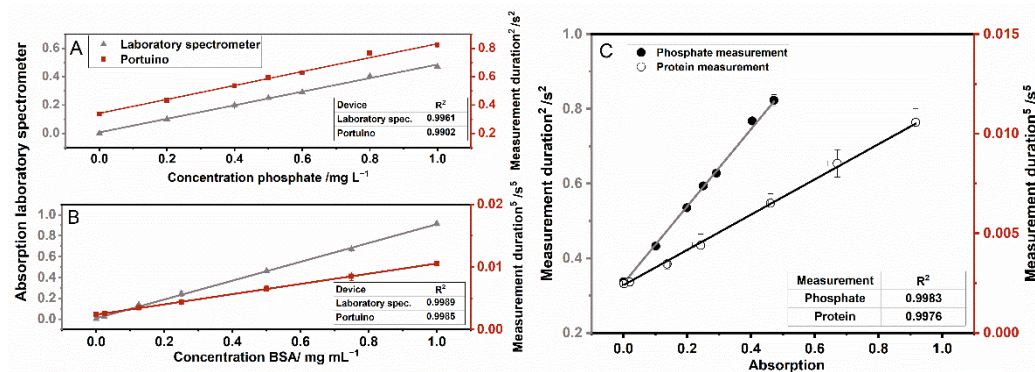 A
Laboratory spectrometer
Portuino
0.6
0.4
0.2
0.0
0.8
0.6
0.4
0.2
Device R²
Laboratory spec. 0.9961
Portuino 0.9902
0.0 0.2 0.4 0.6 0.8 1.0
Concentration phosphate /mg L⁻¹
Measurement duration²/s²
Absorption laboratory spectrometer
B
1.0
0.8
0.6
0.4
0.2
0.0
0.02
0.01
0.00
Device R²
Laboratory spec. 0.9989
Portuino 0.9985
0.0 0.2 0.4 0.6 0.8 1.0
Concentration BSA/ mg mL⁻¹
Measurement duration⁵/s⁵
C
Phosphate measurement
Protein measurement
1.0
0.8
0.6
0.4
0.2
Measurement duration²/s²
0.015
0.010
0.005
0.000
Measurement duration⁵/s⁵
Measurement R²
Phosphate 0.9983
Protein 0.9976
0.0 0.2 0.4 0.6 0.8 1.0
Absorption